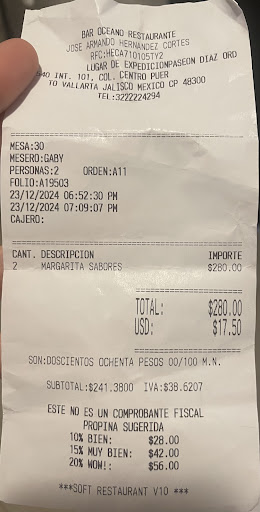 BAR OCEANO RESTAURANTE
JOSE ARMANDO HERNANDEZ CORTES
RFC:HECA710105TY2
LUGAR DE EXPEDICIONPASEON DIAZ ORD
540 INT. 101, COL. CENTRO PUER
TO VALLARTA JALISCO MEXICO CP 48300
TEL:3222224294
MESA:30
MESERO:GABY
PERSONAS:2 ORDEN:A11
FOLIO:A19503
23/12/2024 06:52:30 PM
23/12/2024 07:09:07 PM
CAJERO:
CANT. DESCRIPCION IMPORTE
2 MARGARITA SABORES $280.00
TOTAL: $280.00
USD: $17.50
SON:DOSCIENTOS OCHENTA PESOS 00/100 M.N.
SUBTOTAL:$241.3800 IVA:$38.6207
ESTE NO ES UN COMPROBANTE FISCAL
PROPINA SUGERIDA
10% BIEN: $28.00
15% MUY BIEN: $42.00
20% WOW!: $56.00
***SOFT RESTAURANT V10 ***